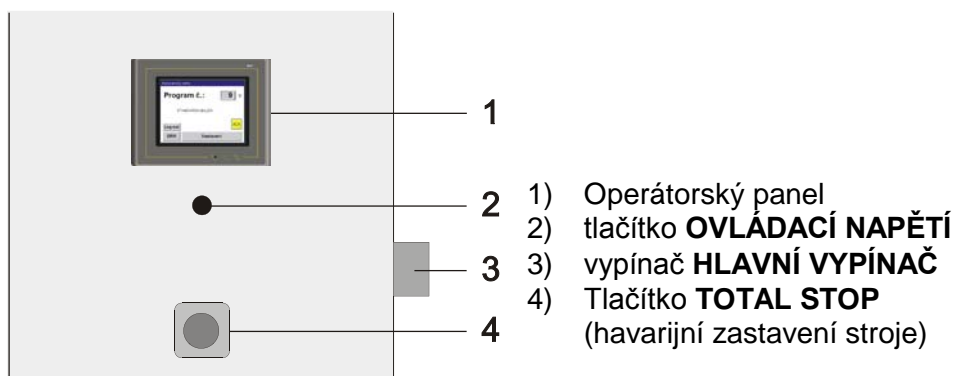 Program č.:
9
1
2
3
4
1) Operátorský panel
2) tlačítko OVLÁDACÍ NAPĚTÍ
3) vypínač HLAVNÍ VYPÍNAČ
4) Tlačítko TOTAL STOP
(havarijní zastavení stroje)